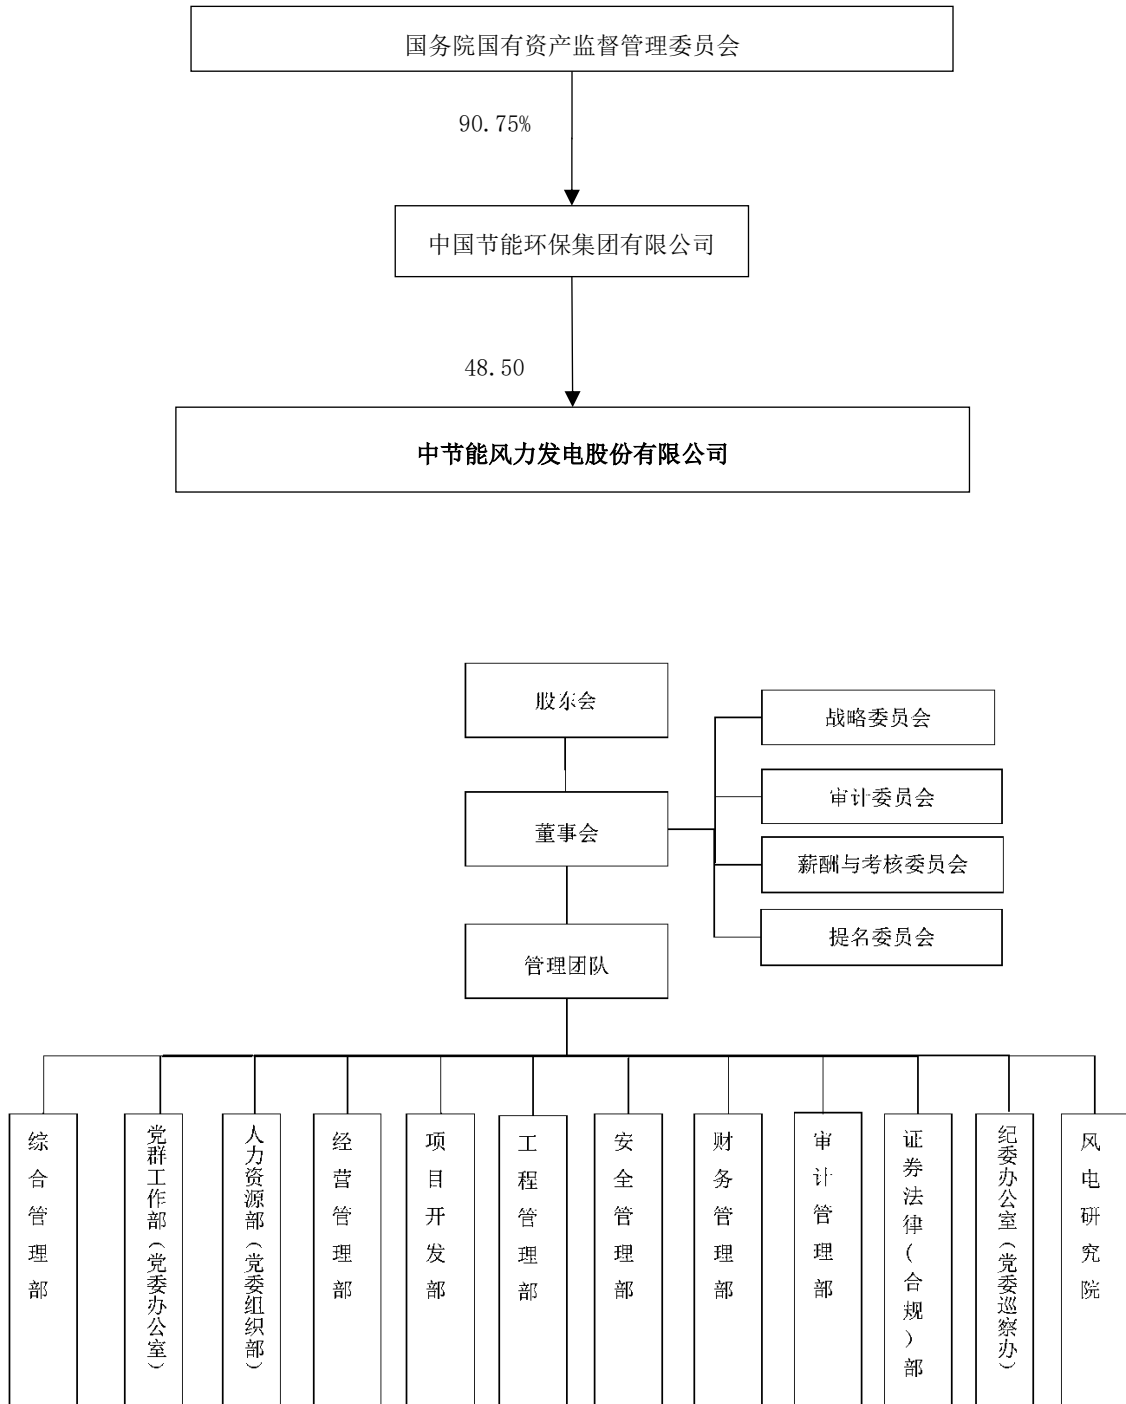 国务院国有资产监督管理委员会
90.75%
中国节能环保集团有限公司
48.50
中节能风力发电股份有限公司
股东会
战略委员会
审计委员会
董事会
薪酬与考核委员会
提名委员会
管理团队
综合管理部
党群工作部（党委办公室）
人力资源部（党委组织部）
经营管理部
项目开发部
工程管理部
安全管理部
财务管理部
审计管理部
证券法律(合规)部
纪委办公室（党委巡察办）
风电研究院